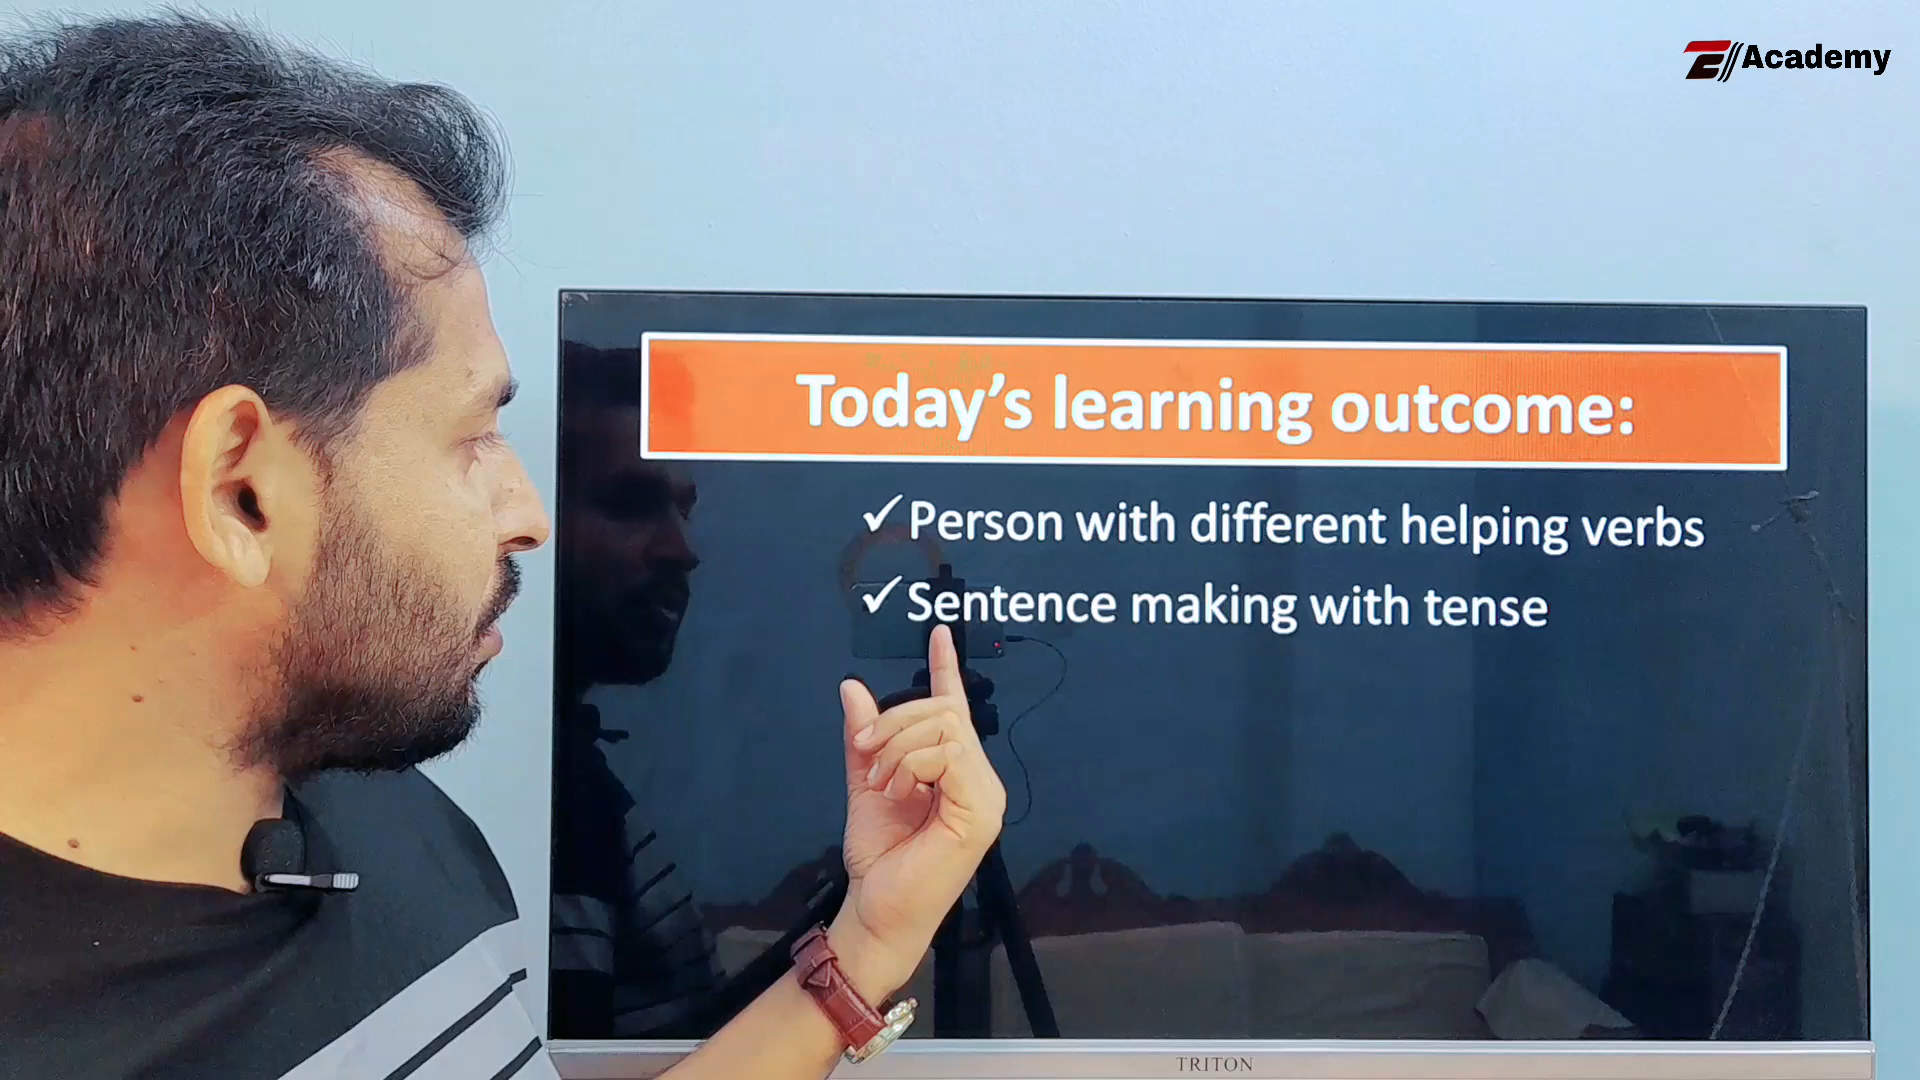 Academy
Today's learning outcome:
✓Person with different helping verbs
✓Sentence making with tense
TRITON